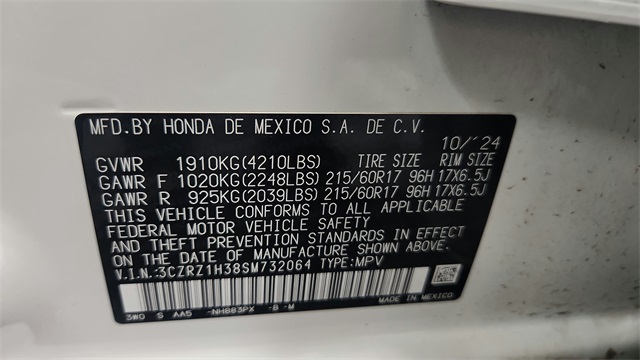 MFD. BY HONDA DE MEXICO S.A. DE C.V.
10/'24
GVWR 1910KG(4210LBS) TIRE SIZE RIM SIZE
GAWR F 1020KG(2248LBS) 215/60R17 96H 17X6.5J
GAWR R 925KG(2039LBS) 215/60R17 96H 17X6.5J
THIS VEHICLE CONFORMS TO ALL APPLICABLE
FEDERAL MOTOR VEHICLE SAFETY
AND THEFT PREVENTION STANDARDS IN EFFECT
ON THE DATE OF MANUFACTURE SHOWN ABOVE.
V.I.N.:3CZRZ1H38SM732064 TYPE:MPV
3W0 S AA5 -NH883PX -B -M
MADE IN MEXICO